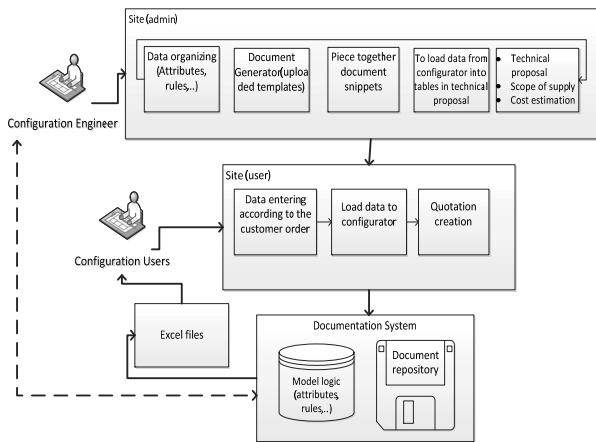 Site (admin)
Data organizing
(Attributes,
rules,..)
Document
Generator(uplo
aded templates)
Piece together
document
snippets
To load data from
configurator into
tables in technical
proposal
• Technical
proposal
• Scope of supply
• Cost estimation
Configuration Engineer
Site (user)
Data entering
according to the
customer order
Load data to
configurator
Quotation
creation
Configuration Users
Excel files
Documentation System
Model logic
(attributes,
rules,..)
Document
repository